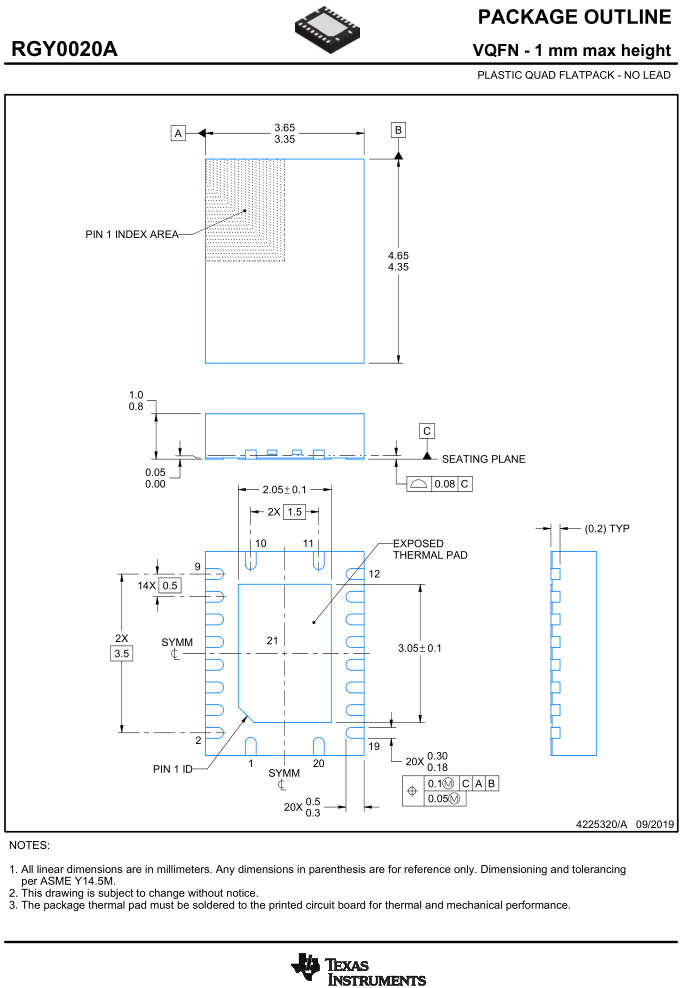 PACKAGE OUTLINE
RGY0020A
VQFN - 1 mm max height
PLASTIC QUAD FLATPACK - NO LEAD
A
3.65
3.35
B
PIN 1 INDEX AREA
4.65
4.35
1.0
0.8
C
SEATING PLANE
0.05
0.00
0.08 C
2.05±0.1
2X 1.5
(0.2) TYP
10
11
EXPOSED
THERMAL PAD
9
12
14X 0.5
2X
3.5
SYMM
21
3.05±0.1
2
19
PIN 1 ID
1
20
SYMM
20X 0.30
0.18
0.1Ⓜ C A B
0.05Ⓜ
20X 0.5
0.3
4225320/A 09/2019
NOTES:
1. All linear dimensions are in millimeters. Any dimensions in parenthesis are for reference only. Dimensioning and tolerancing
per ASME Y14.5M.
2. This drawing is subject to change without notice.
3. The package thermal pad must be soldered to the printed circuit board for thermal and mechanical performance.
TEXAS
INSTRUMENTS